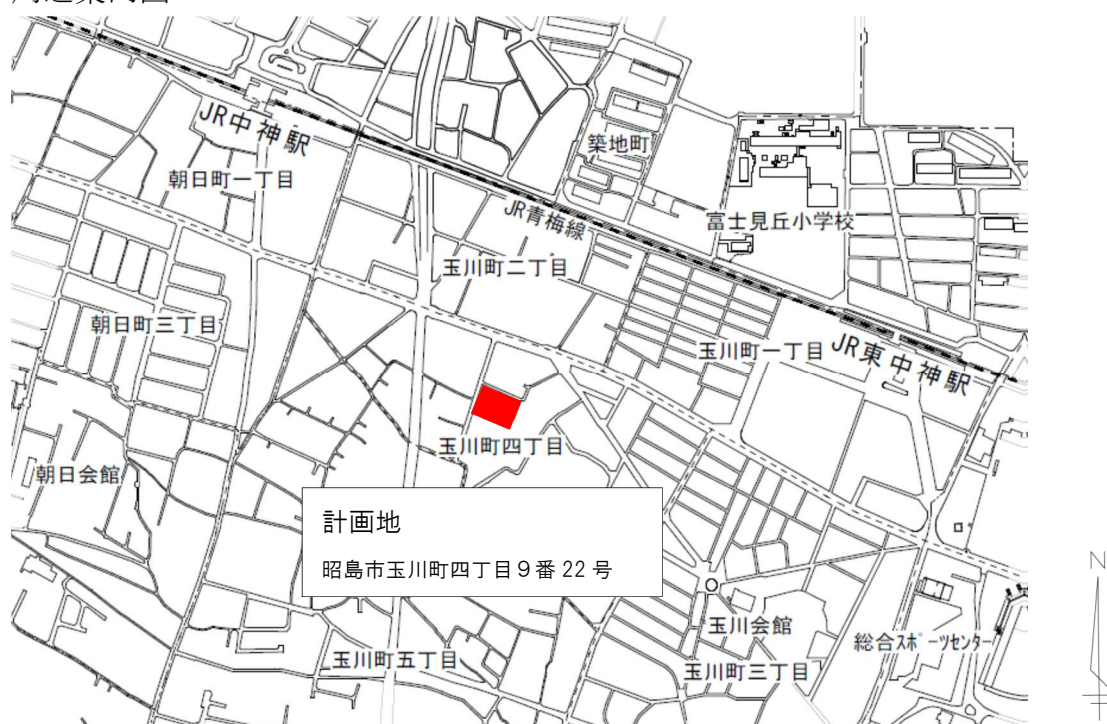 JR中神駅
築地町
朝日町一丁目
JR青梅線
富士見丘小学校
玉川町二丁目
朝日町三丁目
玉川町一丁目
JR東中神駅
玉川町四丁目
朝日会館
計画地
昭島市玉川町四丁目９番 22 号
N
玉川会館
総合スポーツセンター
玉川町五丁目
玉川町三丁目